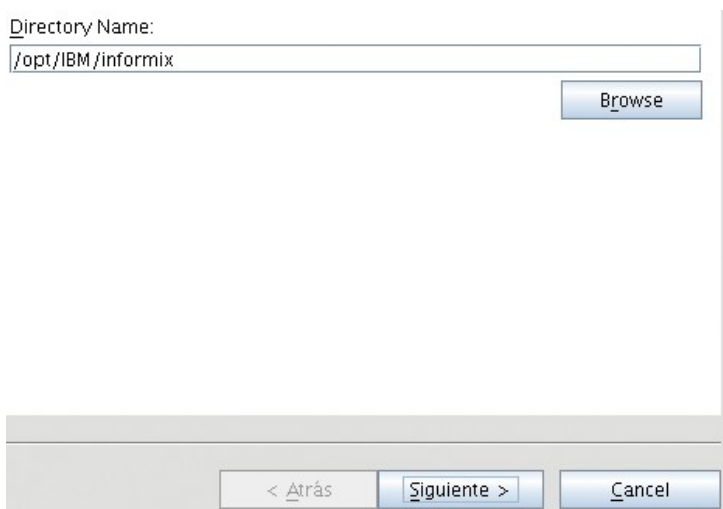 Directory Name:
/opt/IBM/informix
Browse
< Atrás
Siguiente >
Cancel